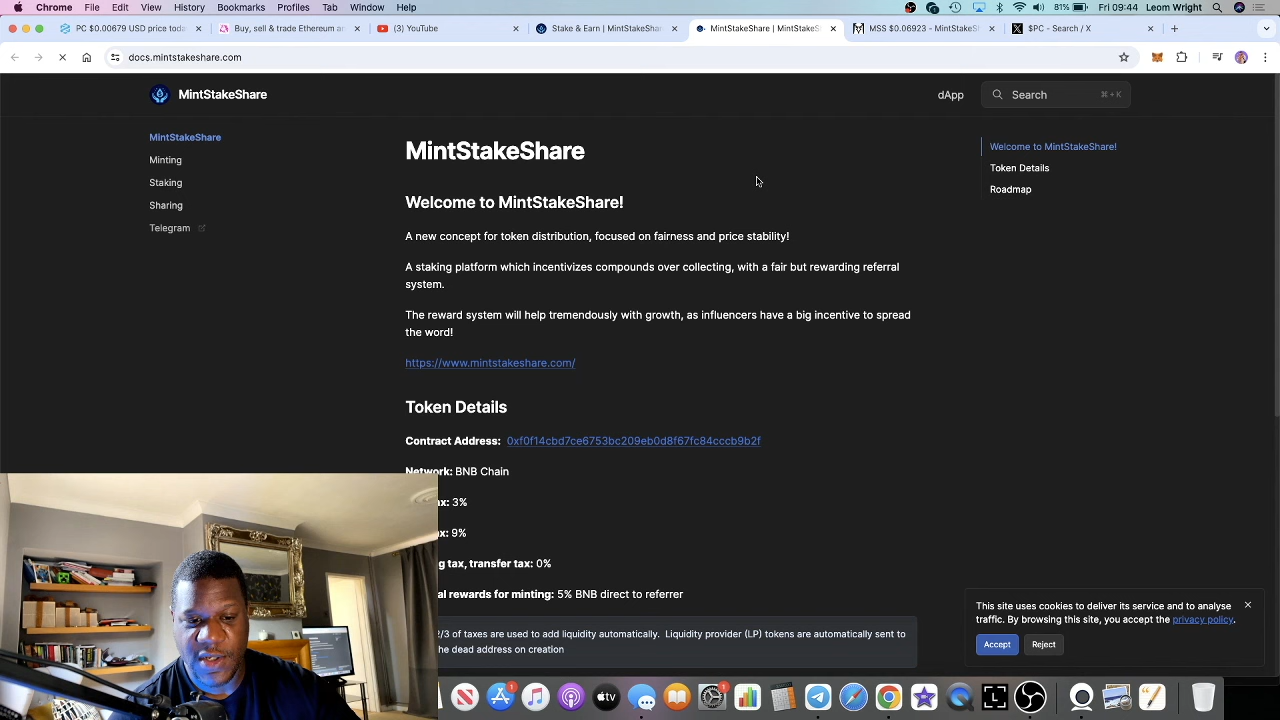 Chrome File Edit View History Bookmarks Profiles Tab Window Help
81% Fri 09:44 Leom Wright
PC $0.00679 USD price toda
Buy, sell & trade Ethereum an
(3) YouTube
Stake & Earn | MintStakeShar
MintStakeShare | MintStakeS
MSS $0.06923 - MintStakeSh
$PC - Search / X
docs.mintstakeshare.com
MintStakeShare
dApp
Search
⌘ + K
MintStakeShare
Minting
Staking
Sharing
Telegram
MintStakeShare
Welcome to MintStakeShare!
A new concept for token distribution, focused on fairness and price stability!
A staking platform which incentivizes compounds over collecting, with a fair but rewarding referral
system.
The reward system will help tremendously with growth, as influencers have a big incentive to spread
the word!
https://www.mintstakeshare.com/
Token Details
Contract Address: 0xf0f14cbd7ce6753bc209eb0d8f67fc84cccb9b2f
Network: BNB Chain
ax: 3%
ax: 9%
g tax, transfer tax: 0%
al rewards for minting: 5% BNB direct to referrer
2/3 of taxes are used to add liquidity automatically. Liquidity provider (LP) tokens are automatically sent to
he dead address on creation
Welcome to MintStakeShare!
Token Details
Roadmap
This site uses cookies to deliver its service and to analyse
traffic. By browsing this site, you accept the privacy policy.
Accept
Reject
tv